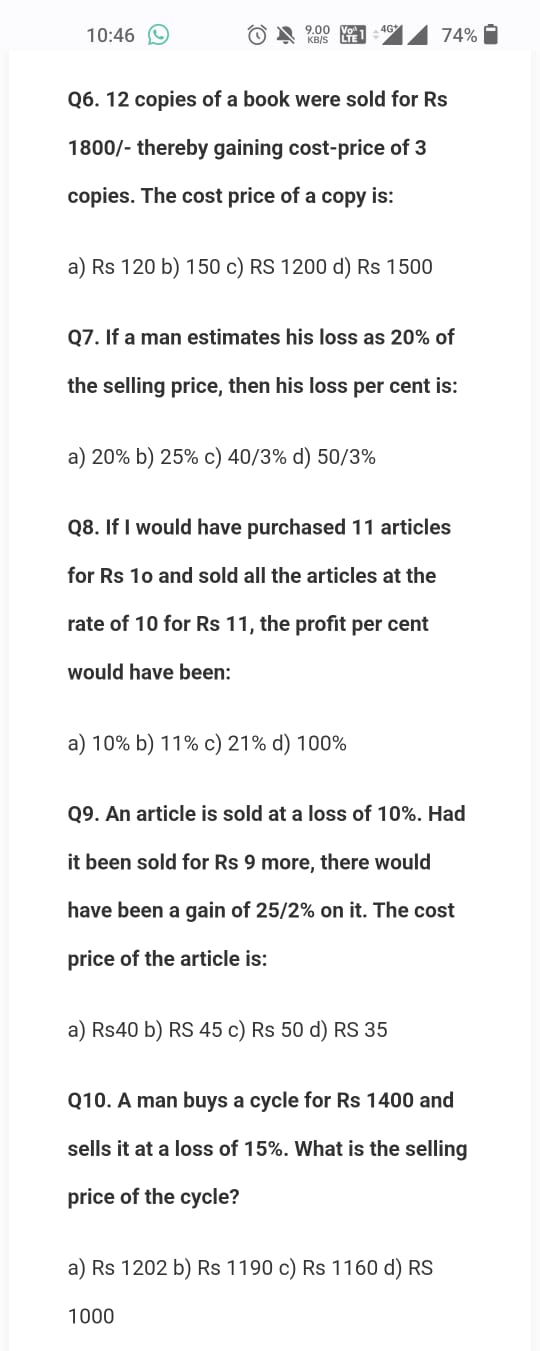 10:46 9.00 KB/S VoD LTE 1 4G+ 74%
Q6. 12 copies of a book were sold for Rs
1800/- thereby gaining cost-price of 3
copies. The cost price of a copy is:
a) Rs 120 b) 150 c) RS 1200 d) Rs 1500
Q7. If a man estimates his loss as 20% of
the selling price, then his loss per cent is:
a) 20% b) 25% c) 40/3% d) 50/3%
Q8. If I would have purchased 11 articles
for Rs 1o and sold all the articles at the
rate of 10 for Rs 11, the profit per cent
would have been:
a) 10% b) 11% c) 21% d) 100%
Q9. An article is sold at a loss of 10%. Had
it been sold for Rs 9 more, there would
have been a gain of 25/2% on it. The cost
price of the article is:
a) Rs40 b) RS 45 c) Rs 50 d) RS 35
Q10. A man buys a cycle for Rs 1400 and
sells it at a loss of 15%. What is the selling
price of the cycle?
a) Rs 1202 b) Rs 1190 c) Rs 1160 d) RS
1000